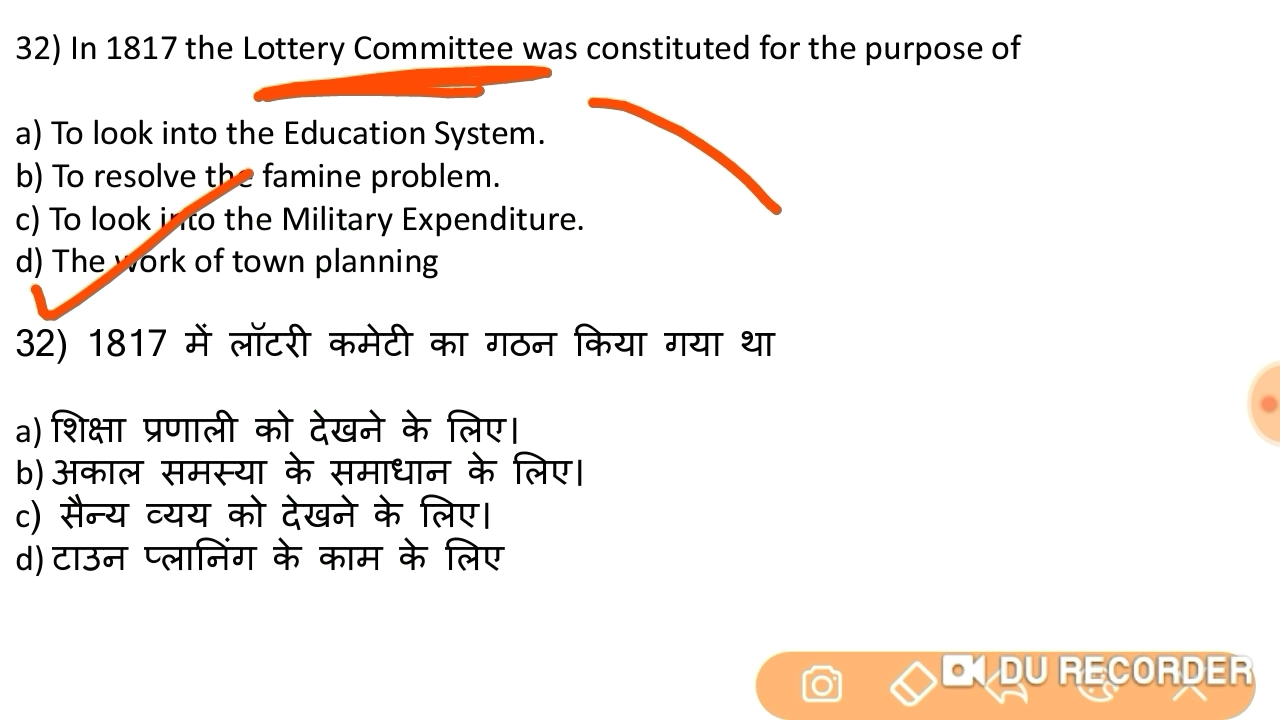 32) In 1817 the Lottery Committee was constituted for the purpose of
a) To look into the Education System.
b) To resolve the famine problem.
c) To look into the Military Expenditure.
d) The work of town planning
32) 1817 में लॉटरी कमेटी का गठन किया गया था
a) शिक्षा प्रणाली को देखने के लिए।
b) अकाल समस्या के समाधान के लिए।
c) सैन्य व्यय को देखने के लिए।
d) टाउन प्लानिंग के काम के लिए
DU RECORDER